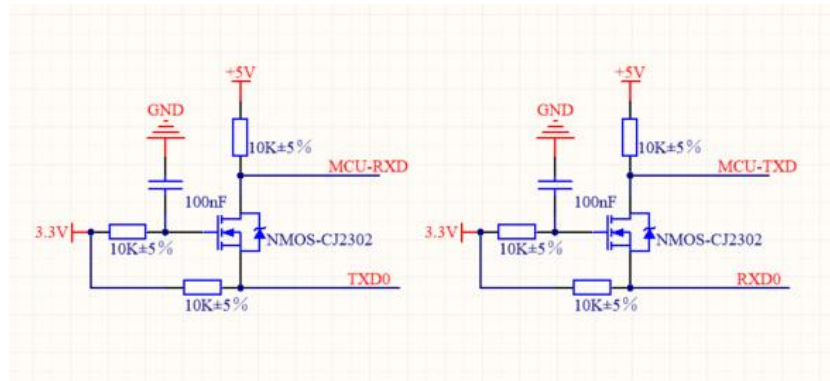 +5V
GND
10K±5%
MCU-RXD
100nF
3.3V
10K±5%
NMOS-CJ2302
10K±5%
TXD0
+5V
GND
10K±5%
MCU-TXD
100nF
3.3V
10K±5%
NMOS-CJ2302
10K±5%
RXD0